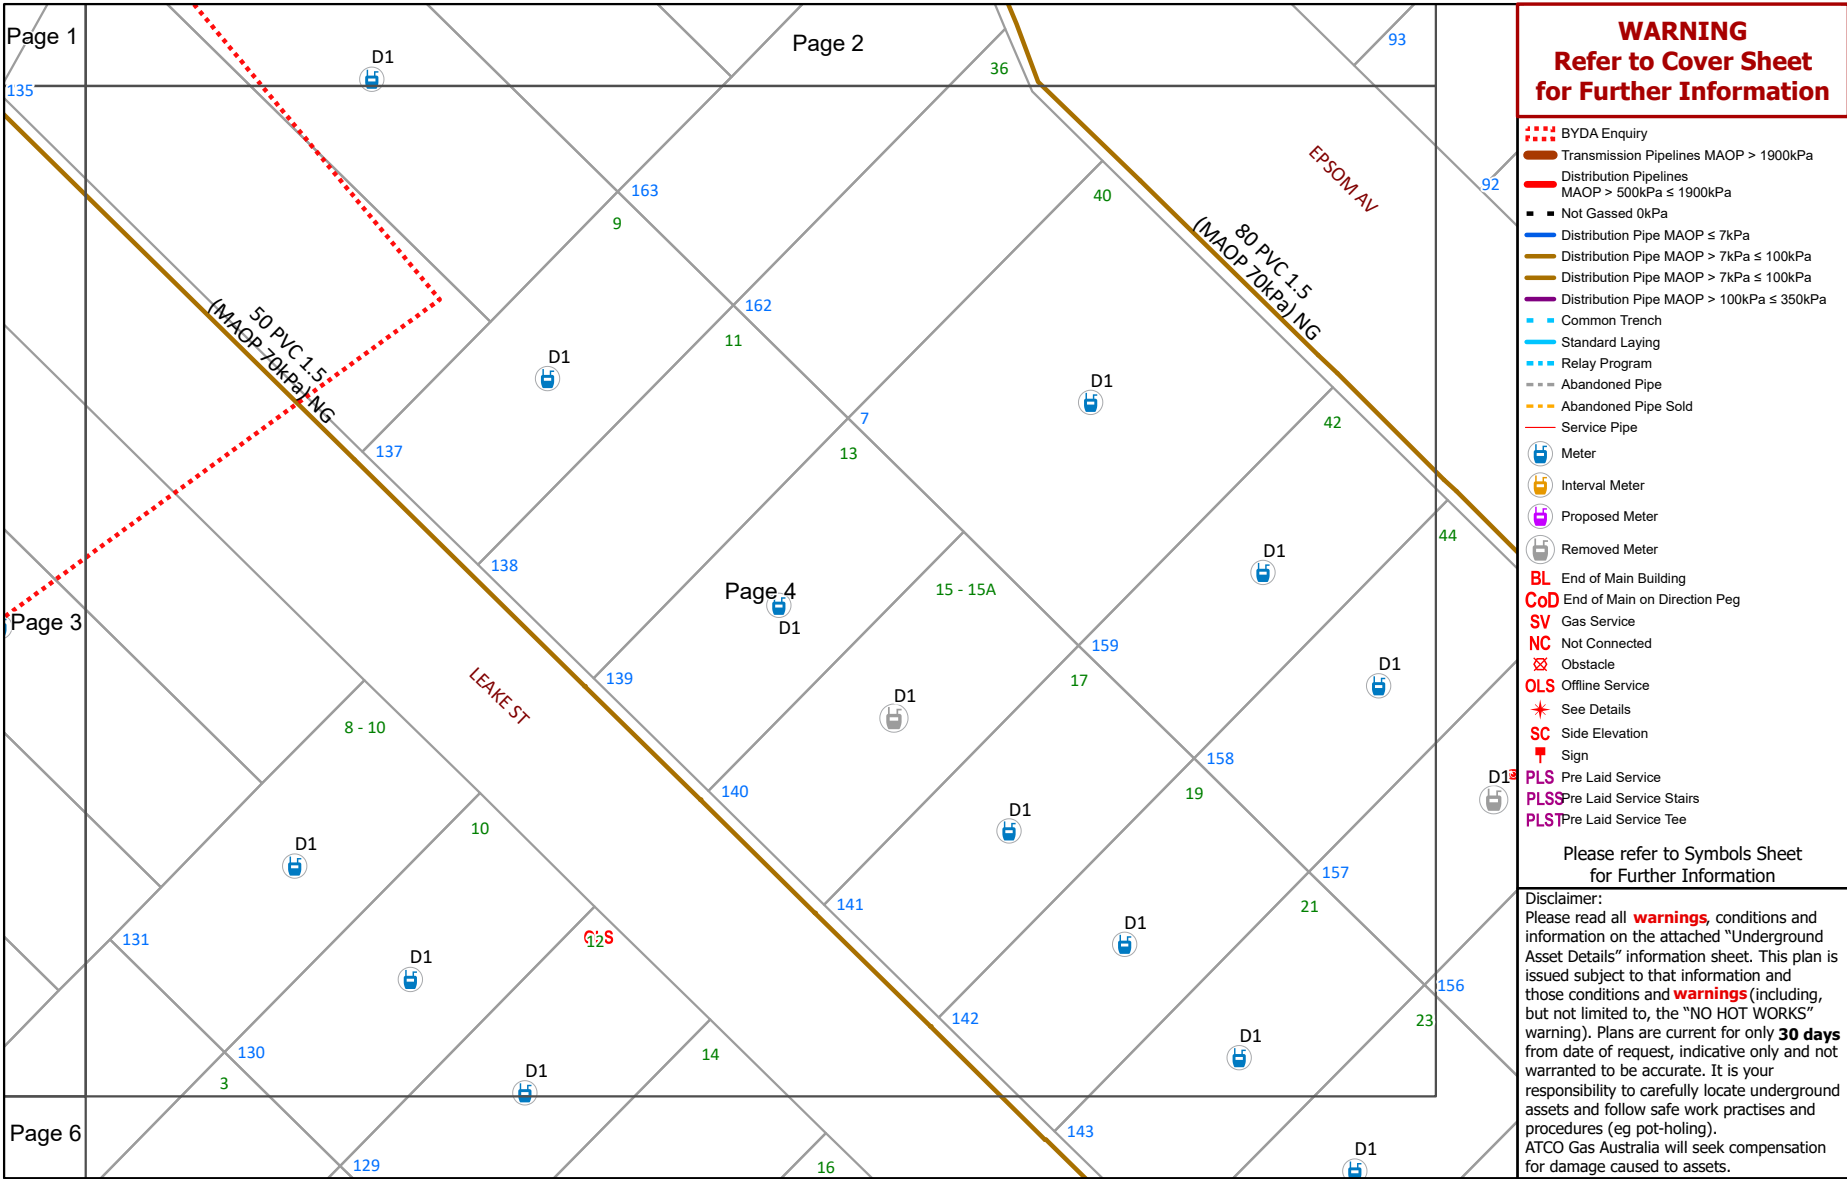 Page 1
D1
Page 2
93
36
135
EPSOM AV
92
163
40
9
80 PVC 1.5
(MAOP 70kPa) NG
50 PVC 1.5
(MAOP 70kPa) NG
162
11
D1
D1
7
42
137
13
44
138
D1
Page 4
D1
15 - 15A
Page 3
159
139
17
D1
LEAKE ST
D1
8 - 10
158
D1
140
19
10
D1
D1
157
141
21
131
OLS
12
D1
D1
156
142
23
130
14
D1
3
D1
Page 6
143
129
16
D1
WARNING
Refer to Cover Sheet
for Further Information
BYDA Enquiry
Transmission Pipelines MAOP > 1900kPa
Distribution Pipelines
MAOP > 500kPa ≤ 1900kPa
Not Gassed 0kPa
Distribution Pipe MAOP ≤ 7kPa
Distribution Pipe MAOP > 7kPa ≤ 100kPa
Distribution Pipe MAOP > 7kPa ≤ 100kPa
Distribution Pipe MAOP > 100kPa ≤ 350kPa
Common Trench
Standard Laying
Relay Program
Abandoned Pipe
Abandoned Pipe Sold
Service Pipe
Meter
Interval Meter
Proposed Meter
Removed Meter
BL End of Main Building
CoD End of Main on Direction Peg
SV Gas Service
NC Not Connected
Obstacle
OLS Offline Service
See Details
SC Side Elevation
Sign
PLS Pre Laid Service
PLSS Pre Laid Service Stairs
PLST Pre Laid Service Tee
Please refer to Symbols Sheet
for Further Information
Disclaimer:
Please read all warnings, conditions and
information on the attached “Underground
Asset Details” information sheet. This plan is
issued subject to that information and
those conditions and warnings (including,
but not limited to, the “NO HOT WORKS”
warning). Plans are current for only 30 days
from date of request, indicative only and not
warranted to be accurate. It is your
responsibility to carefully locate underground
assets and follow safe work practises and
procedures (eg pot-holing).
ATCO Gas Australia will seek compensation
for damage caused to assets.